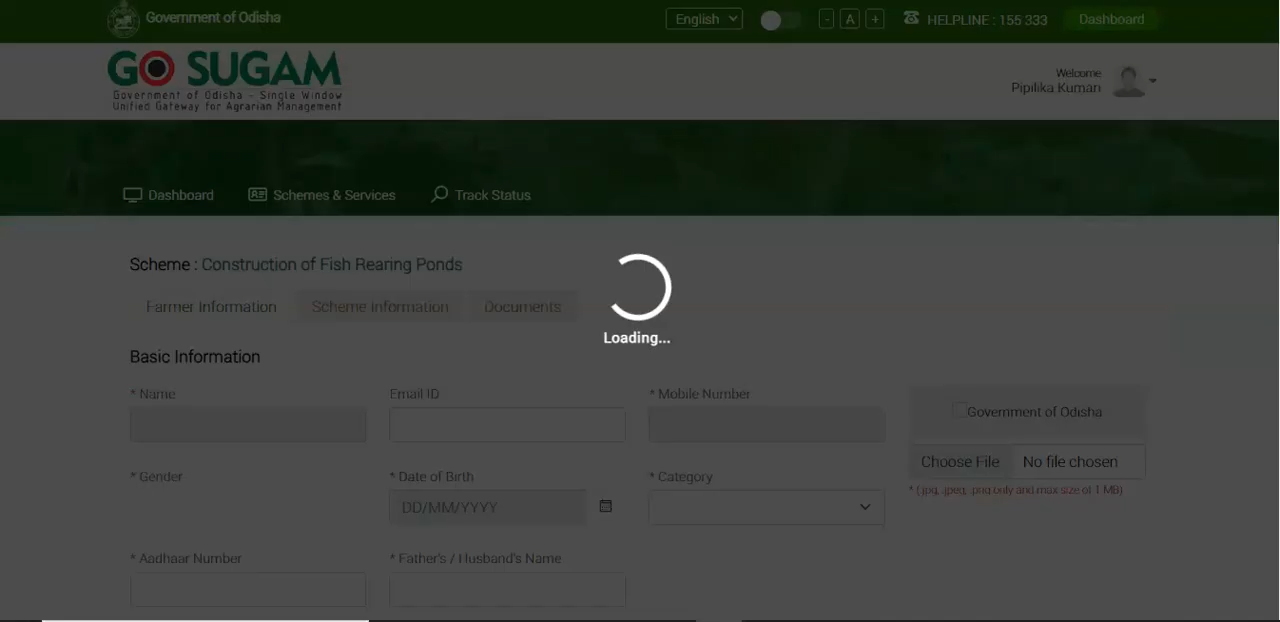 Government of Odisha
English
- A +
HELPLINE : 155 333
Dashboard
GO SUGAM
Government of Odisha - Single Window
Unified Gateway for Agrarian Management
Welcome
Pipilika Kumari
Dashboard
Schemes & Services
Track Status
Scheme : Construction of Fish Rearing Ponds
Farmer Information
Scheme Information
Documents
Loading...
Basic Information
* Name
Email ID
* Mobile Number
Government of Odisha
Choose File No file chosen
* (.jpg, .jpeg, .png only and max size of 1 MB)
* Gender
* Date of Birth
DD/MM/YYYY
* Category
* Aadhaar Number
* Father's / Husband's Name